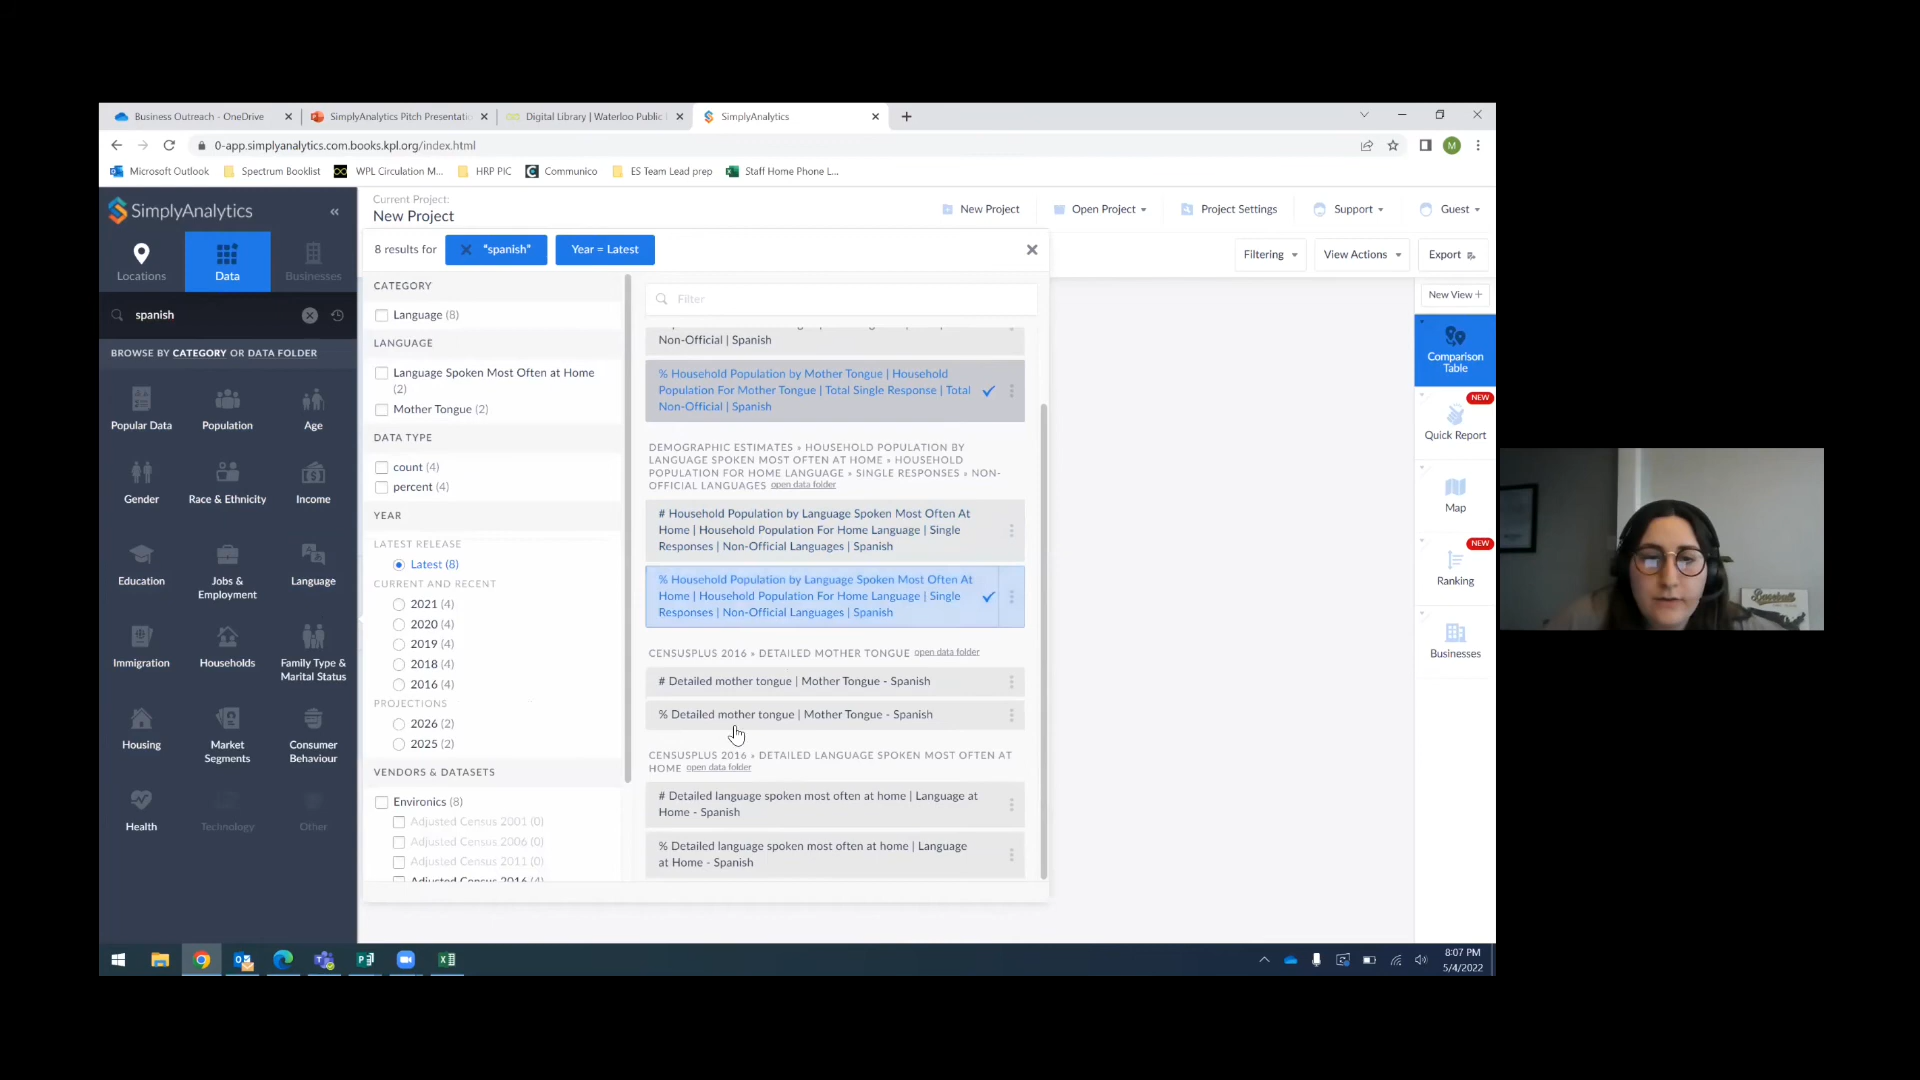 Business Outreach - OneDrive
SimplyAnalytics Pitch Presentati
Digital Library | Waterloo Public
SimplyAnalytics
0-app.simplyanalytics.com.books.kpl.org/index.html
M
Microsoft Outlook
Spectrum Booklist
WPL Circulation M...
HRP PIC
Communico
ES Team Lead prep
Staff Home Phone L...
SimplyAnalytics
Current Project:
New Project
New Project
Open Project
Project Settings
Support
Guest
Locations
Data
Businesses
8 results for
"spanish"
Year = Latest
Filtering
View Actions
Export
spanish
BROWSE BY CATEGORY OR DATA FOLDER
Popular Data
Population
Age
Gender
Race & Ethnicity
Income
Education
Jobs &
Employment
Language
Immigration
Households
Family Type &
Marital Status
Housing
Market
Segments
Consumer
Behaviour
Health
Technology
Other
CATEGORY
Language (8)
LANGUAGE
Language Spoken Most Often at Home
(2)
Mother Tongue (2)
DATA TYPE
count (4)
percent (4)
YEAR
LATEST RELEASE
Latest (8)
CURRENT AND RECENT
2021 (4)
2020 (4)
2019 (4)
2018 (4)
2016 (4)
PROJECTIONS
2026 (2)
2025 (2)
VENDORS & DATASETS
Environics (8)
Adjusted Census 2001 (0)
Adjusted Census 2006 (0)
Adjusted Census 2011 (0)
Adjusted Census 2016 (4)
Filter
Non-Official | Spanish
% Household Population by Mother Tongue | Household
Population For Mother Tongue | Total Single Response | Total
Non-Official | Spanish
DEMOGRAPHIC ESTIMATES » HOUSEHOLD POPULATION BY
LANGUAGE SPOKEN MOST OFTEN AT HOME » HOUSEHOLD
POPULATION FOR HOME LANGUAGE » SINGLE RESPONSES » NON-
OFFICIAL LANGUAGES open data folder
# Household Population by Language Spoken Most Often At
Home | Household Population For Home Language | Single
Responses | Non-Official Languages | Spanish
% Household Population by Language Spoken Most Often At
Home | Household Population For Home Language | Single
Responses | Non-Official Languages | Spanish
CENSUSPLUS 2016 » DETAILED MOTHER TONGUE open data folder
# Detailed mother tongue | Mother Tongue - Spanish
% Detailed mother tongue | Mother Tongue - Spanish
CENSUSPLUS 2016 » DETAILED LANGUAGE SPOKEN MOST OFTEN AT
HOME open data folder
# Detailed language spoken most often at home | Language at
Home - Spanish
% Detailed language spoken most often at home | Language
at Home - Spanish
New View +
Comparison
Table
NEW
Quick Report
Map
NEW
Ranking
Businesses
Baseball
8:07 PM
5/4/2022